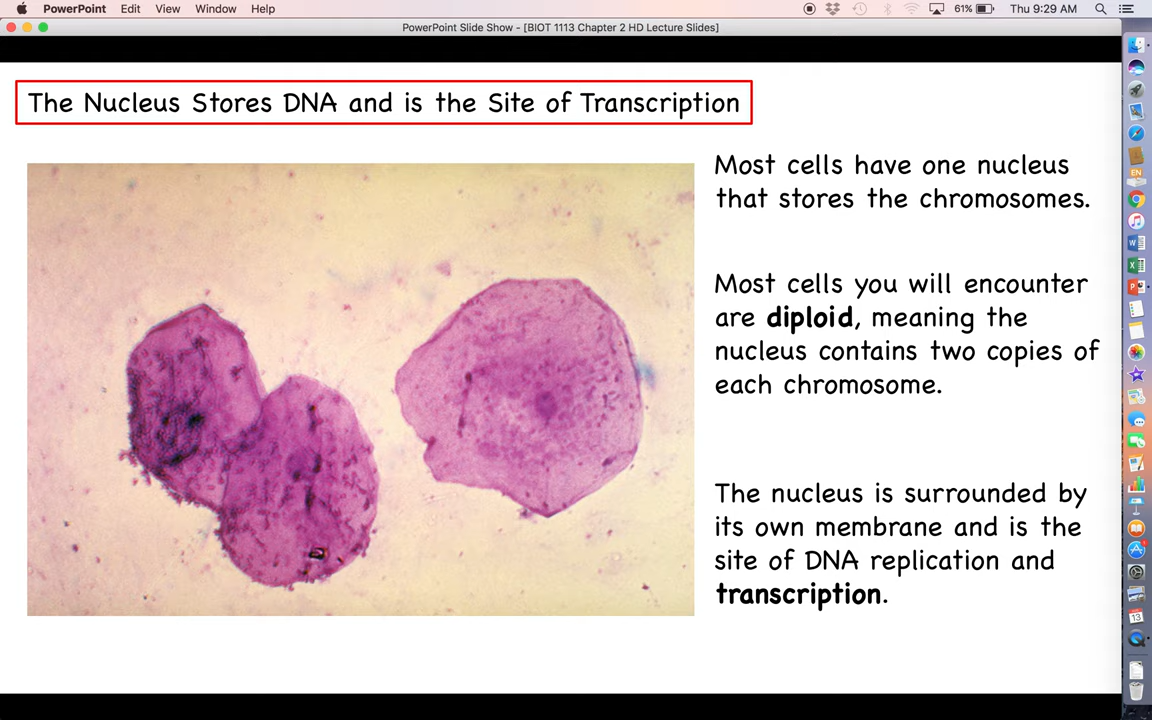 PowerPoint Edit View Window Help 61% Thu 9:29 AM
PowerPoint Slide Show - [BIOT 1113 Chapter 2 HD Lecture Slides]
The Nucleus Stores DNA and is the Site of Transcription
Most cells have one nucleus
that stores the chromosomes.
Most cells you will encounter
are diploid, meaning the
nucleus contains two copies of
each chromosome.
The nucleus is surrounded by
its own membrane and is the
site of DNA replication and
transcription.